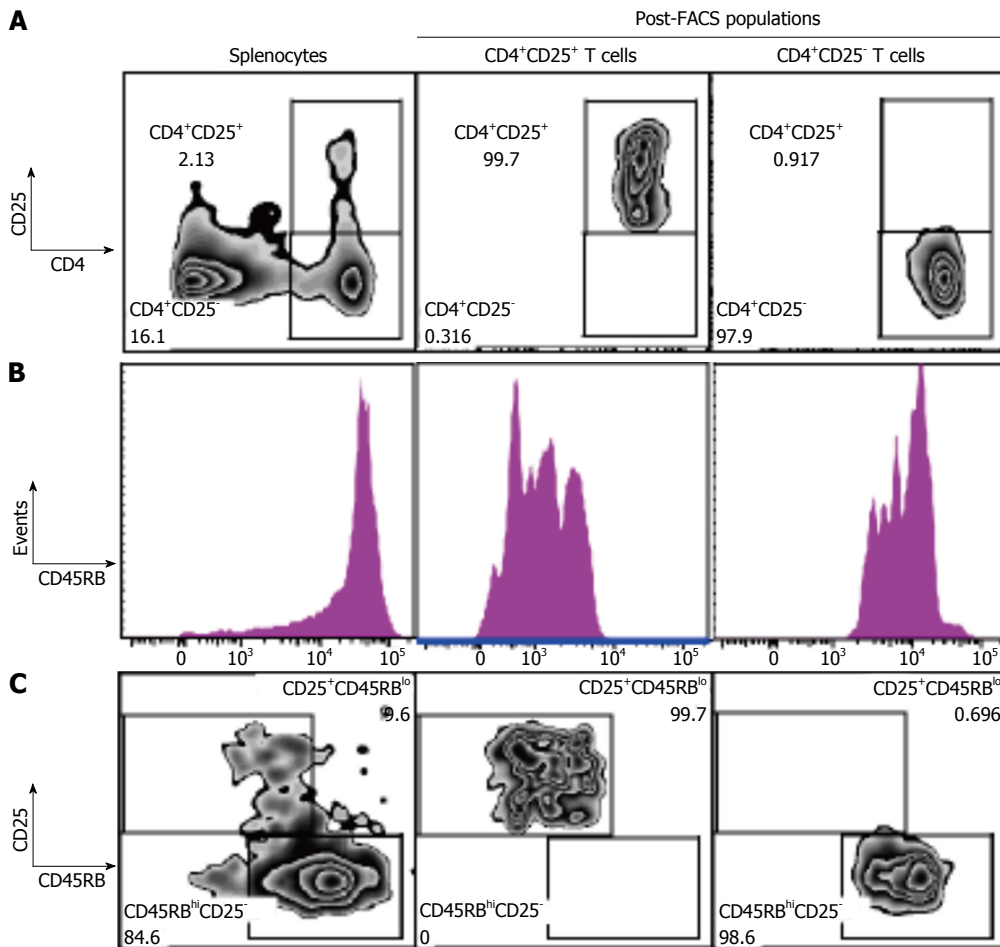 A
Post-FACS populations
Splenocytes
CD4⁺CD25⁺ T cells
CD4⁺CD25⁻ T cells
CD25
CD4
CD4⁺CD25⁺
2.13
CD4⁺CD25⁻
16.1
CD4⁺CD25⁺
99.7
CD4⁺CD25⁻
0.316
CD4⁺CD25⁺
0.917
CD4⁺CD25⁻
97.9
B
Events
CD45RB
0 10³ 10⁴ 10⁵
0 10³ 10⁴ 10⁵
0 10³ 10⁴ 10⁵
C
CD25
CD45RB
CD25⁺CD45RBˡᵒ
9.6
CD45RBʰⁱCD25⁻
84.6
CD25⁺CD45RBˡᵒ
99.7
CD45RBʰⁱCD25⁻
0
CD25⁺CD45RBˡᵒ
0.696
CD45RBʰⁱCD25⁻
98.6